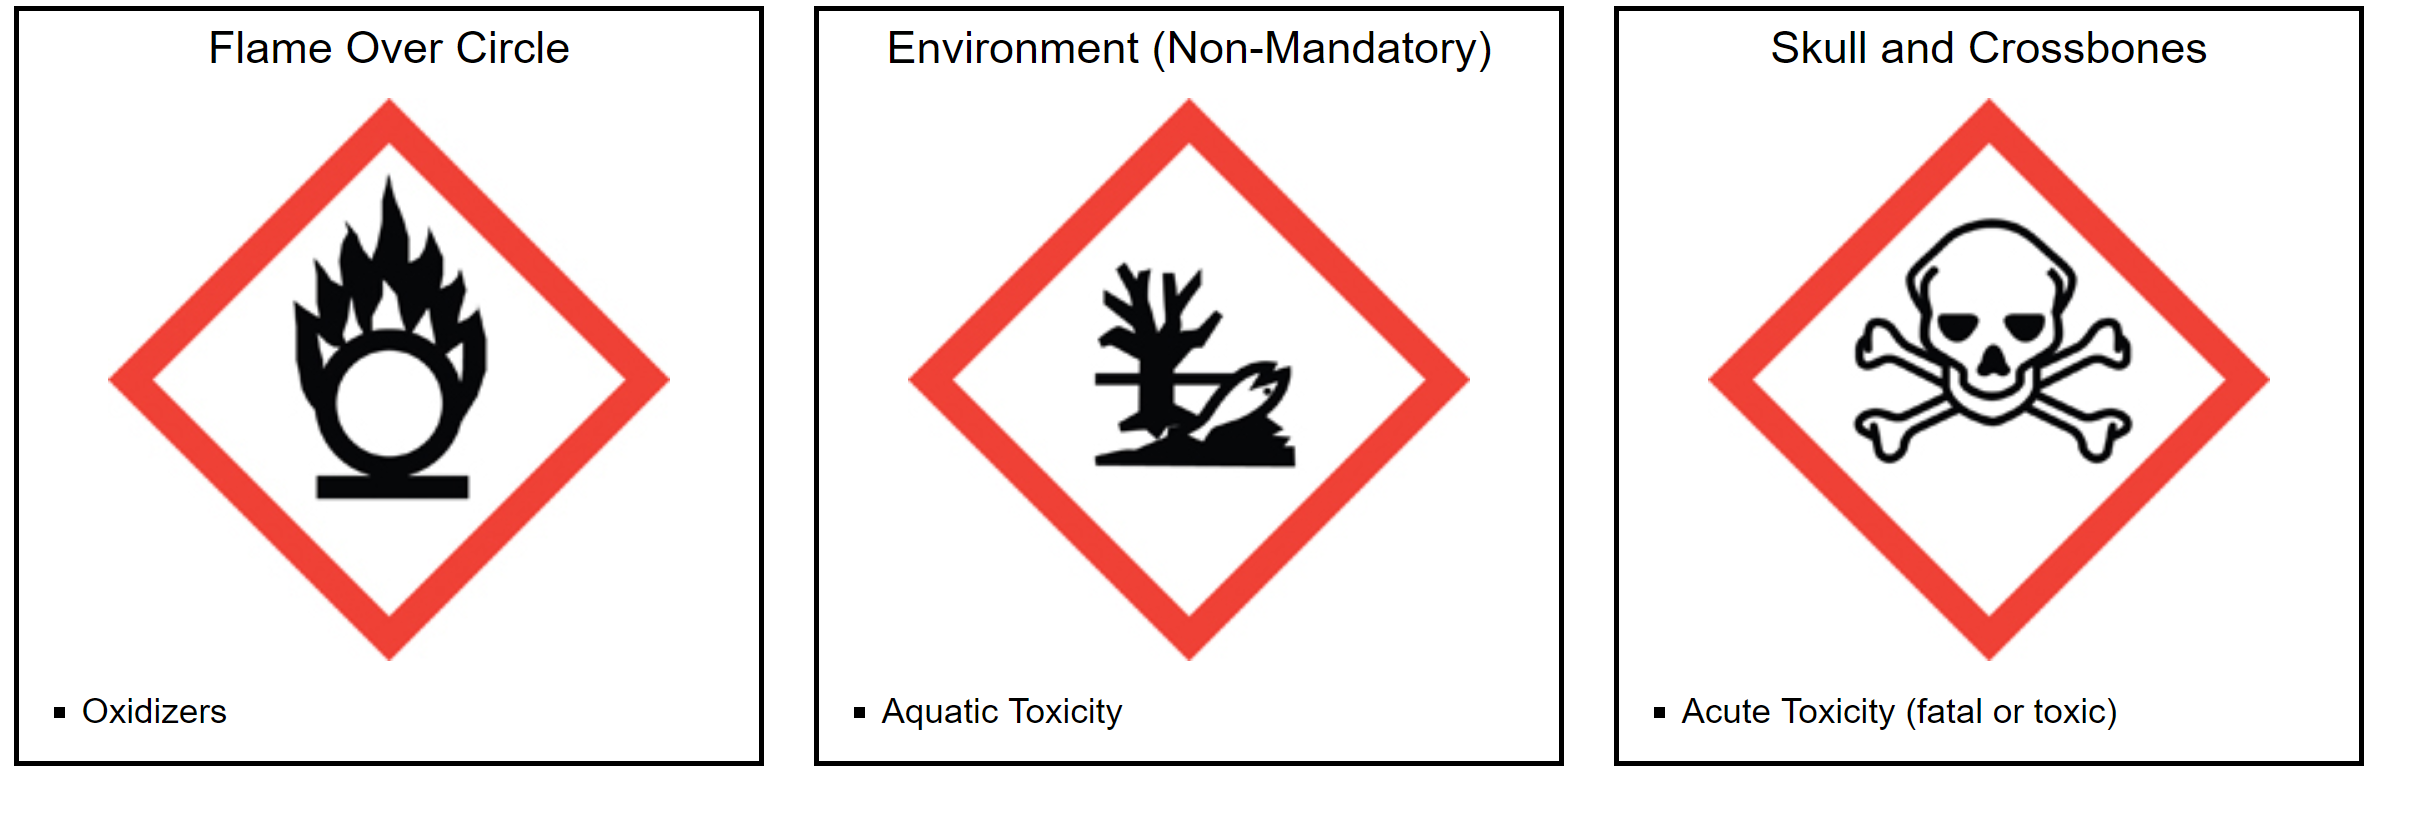 Flame Over Circle
Environment (Non-Mandatory)
Skull and Crossbones
▪ Oxidizers
▪ Aquatic Toxicity
▪ Acute Toxicity (fatal or toxic)